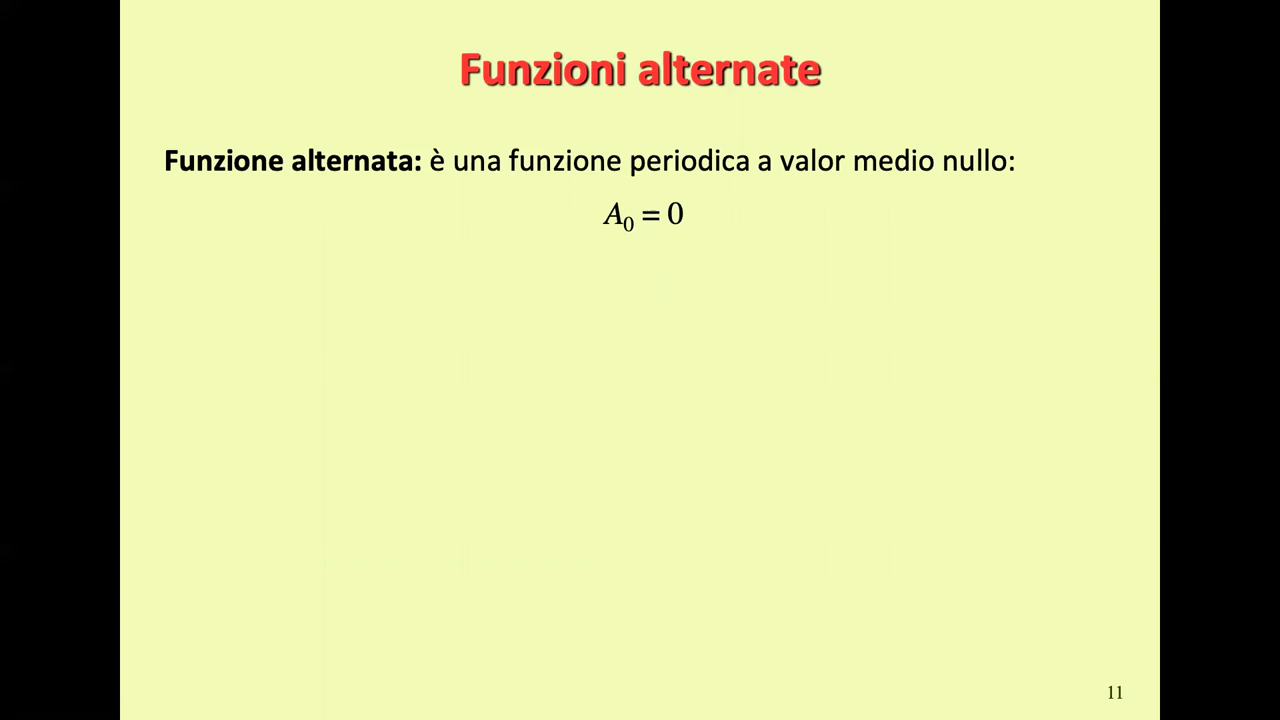 Funzioni alternate
Funzione alternata: è una funzione periodica a valor medio nullo:
A₀ = 0
11